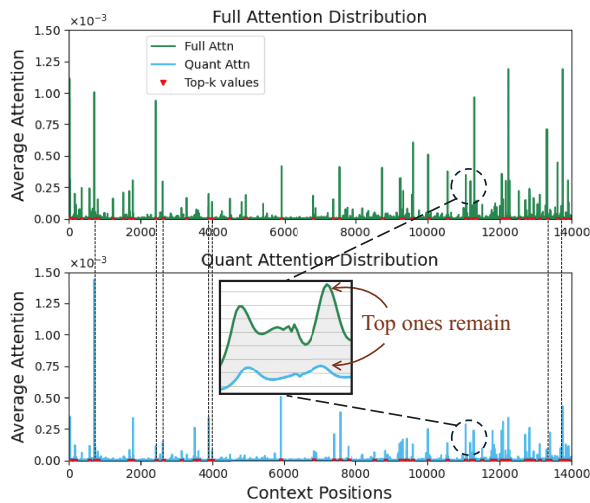 Full Attention Distribution
×10⁻³
Average Attention
1.50
1.25
1.00
0.75
0.50
0.25
0.00
Full Attn
Quant Attn
Top-k values
0 2000 4000 6000 8000 10000 12000 14000
Quant Attention Distribution
×10⁻³
Average Attention
1.50
1.25
1.00
0.75
0.50
0.25
0.00
Top ones remain
0 2000 4000 6000 8000 10000 12000 14000
Context Positions